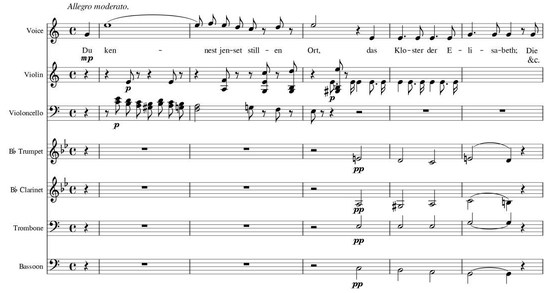 Allegro moderato.
Voice
Du ken - - nest jen-set still - en Ort, das Klo-ster der E - li - sa-beth; Die
mp
&c.
Violin
p
p
Violoncello
p
B♭ Trumpet
pp
B♭ Clarinet
pp
Trombone
pp
Bassoon
pp